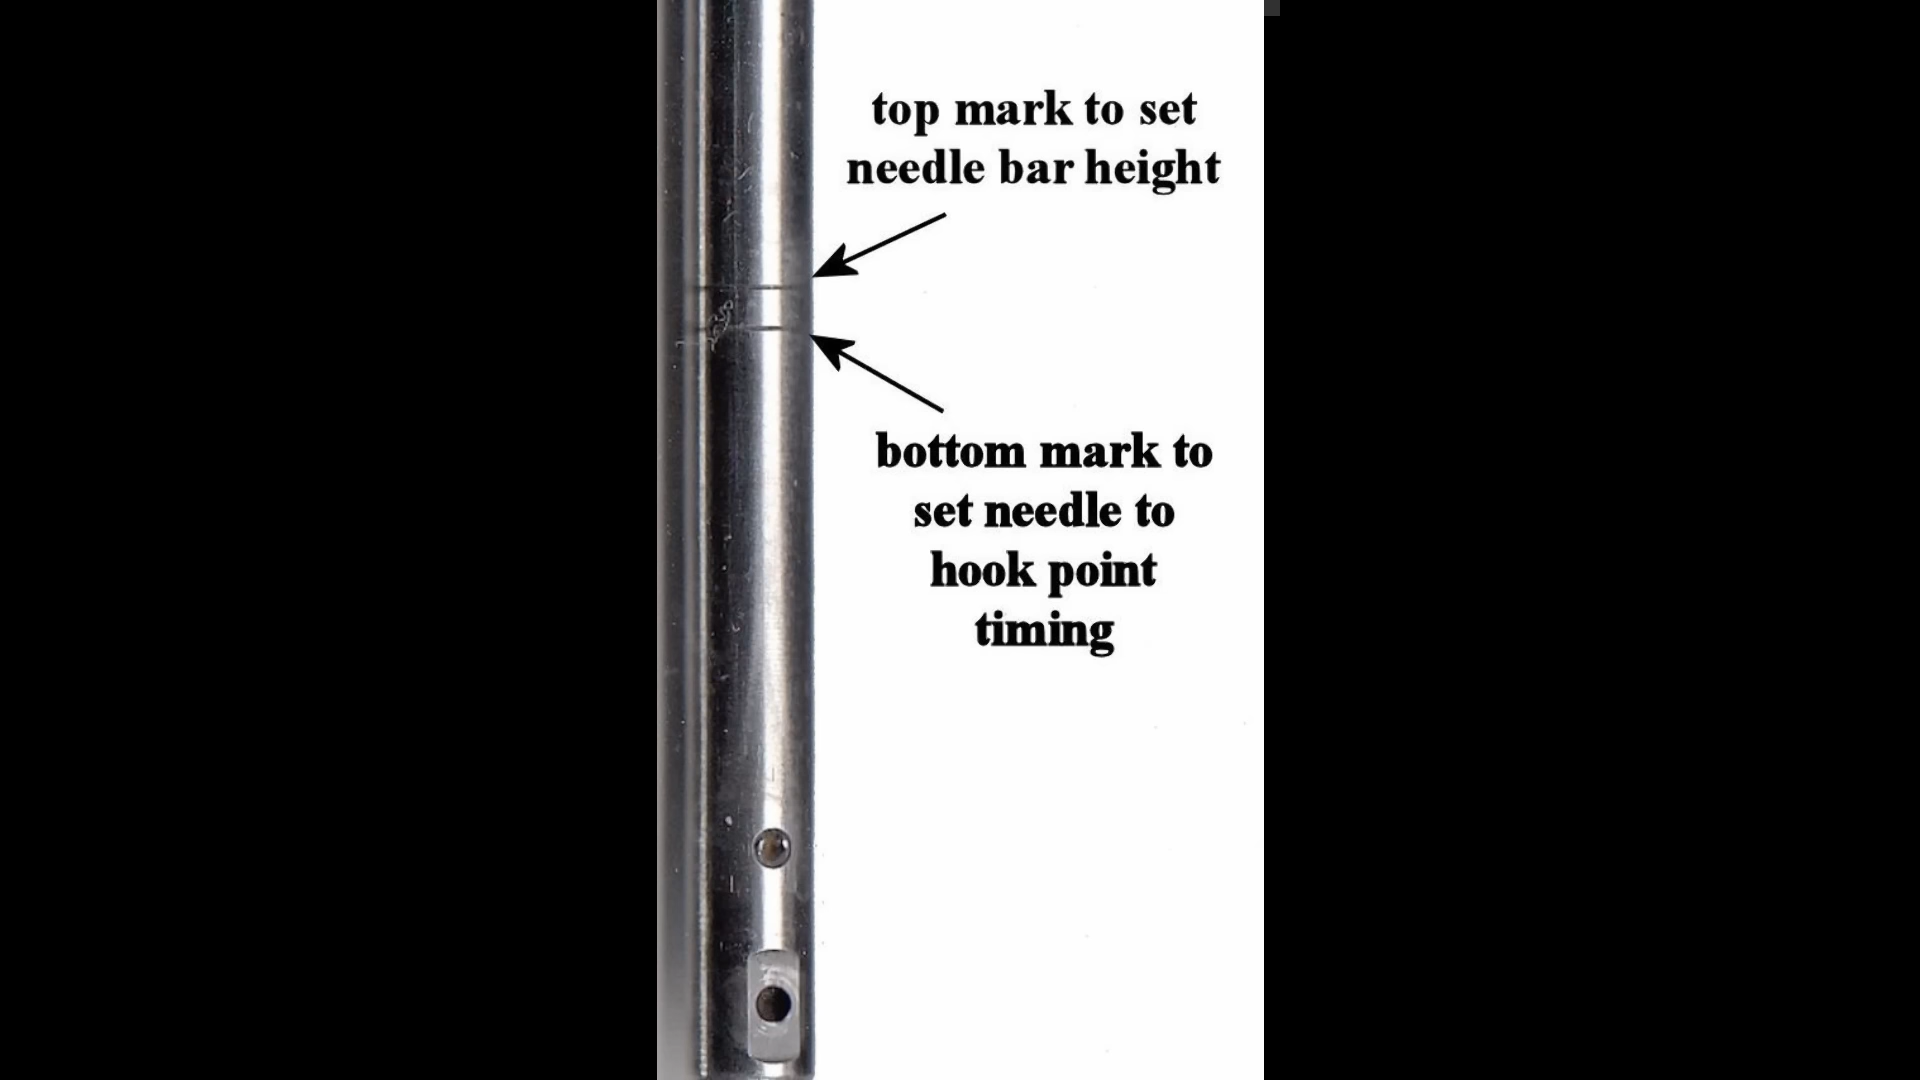 top mark to set
needle bar height
bottom mark to
set needle to
hook point
timing